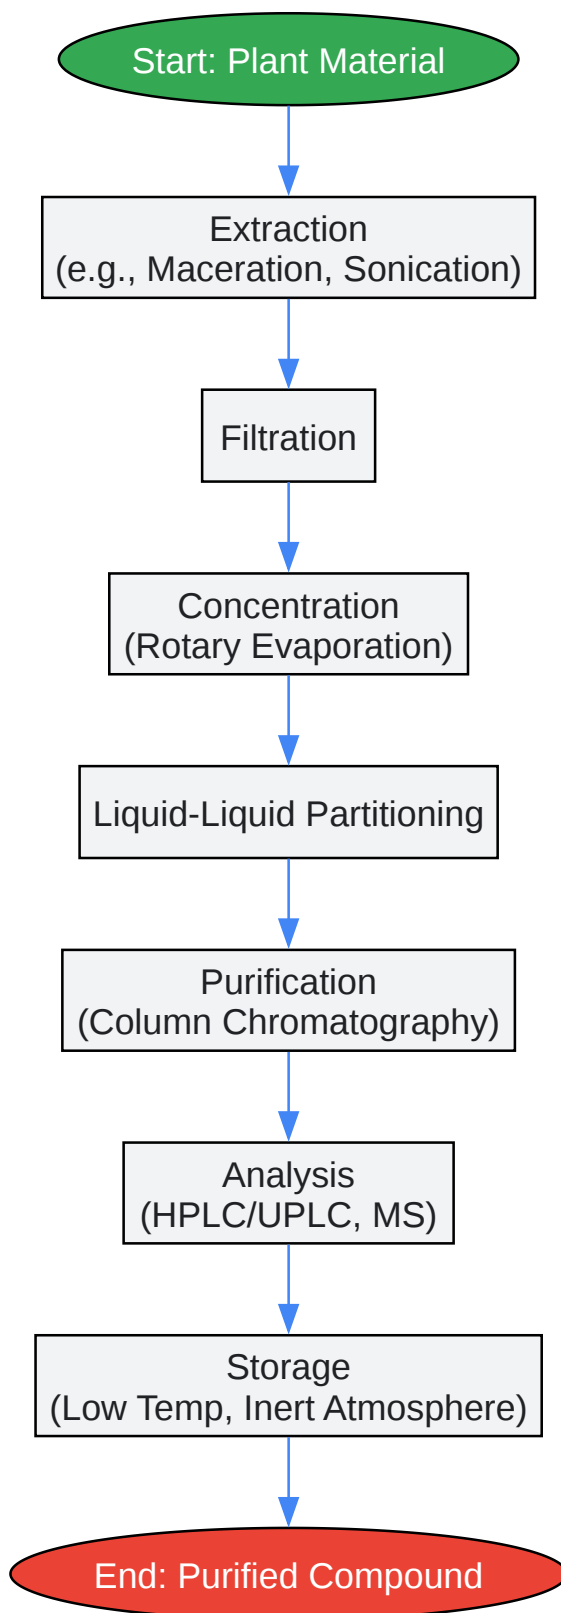 Start: Plant Material
Extraction
(e.g., Maceration, Sonication)
Filtration
Concentration
(Rotary Evaporation)
Liquid-Liquid Partitioning
Purification
(Column Chromatography)
Analysis
(HPLC/UPLC, MS)
Storage
(Low Temp, Inert Atmosphere)
End: Purified Compound